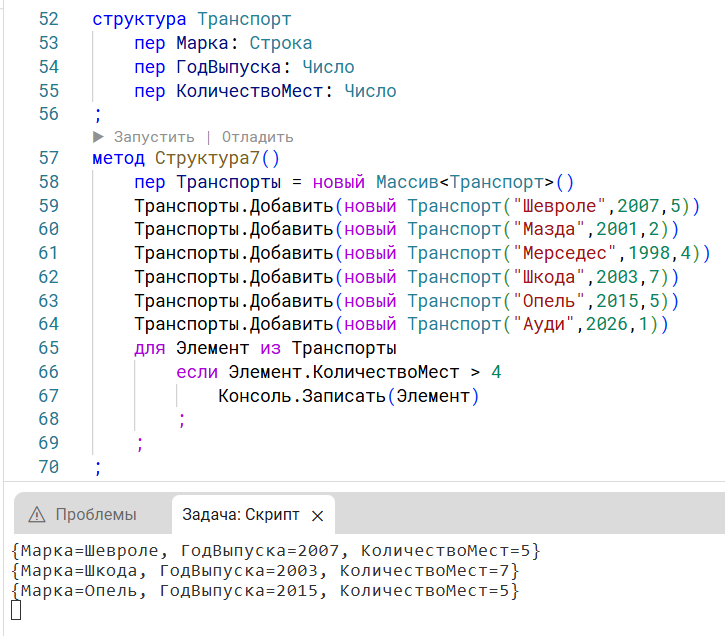 52 структура Транспорт
53 пер Марка: Строка
54 пер ГодВыпуска: Число
55 пер КоличествоМест: Число
56 ;
Запустить | Отладить
57 метод Структура7()
58 пер Транспорты = новый Массив<Транспорт>()
59 Транспорты.Добавить(новый Транспорт("Шевроле",2007,5))
60 Транспорты.Добавить(новый Транспорт("Мазда",2001,2))
61 Транспорты.Добавить(новый Транспорт("Мерседес",1998,4))
62 Транспорты.Добавить(новый Транспорт("Шкода",2003,7))
63 Транспорты.Добавить(новый Транспорт("Опель",2015,5))
64 Транспорты.Добавить(новый Транспорт("Ауди",2026,1))
65 для Элемент из Транспорты
66 если Элемент.КоличествоМест > 4
67 Консоль.Записать(Элемент)
68 ;
69 ;
70 ;
Проблемы Задача: Скрипт
{Марка=Шевроле, ГодВыпуска=2007, КоличествоМест=5}
{Марка=Шкода, ГодВыпуска=2003, КоличествоМест=7}
{Марка=Опель, ГодВыпуска=2015, КоличествоМест=5}